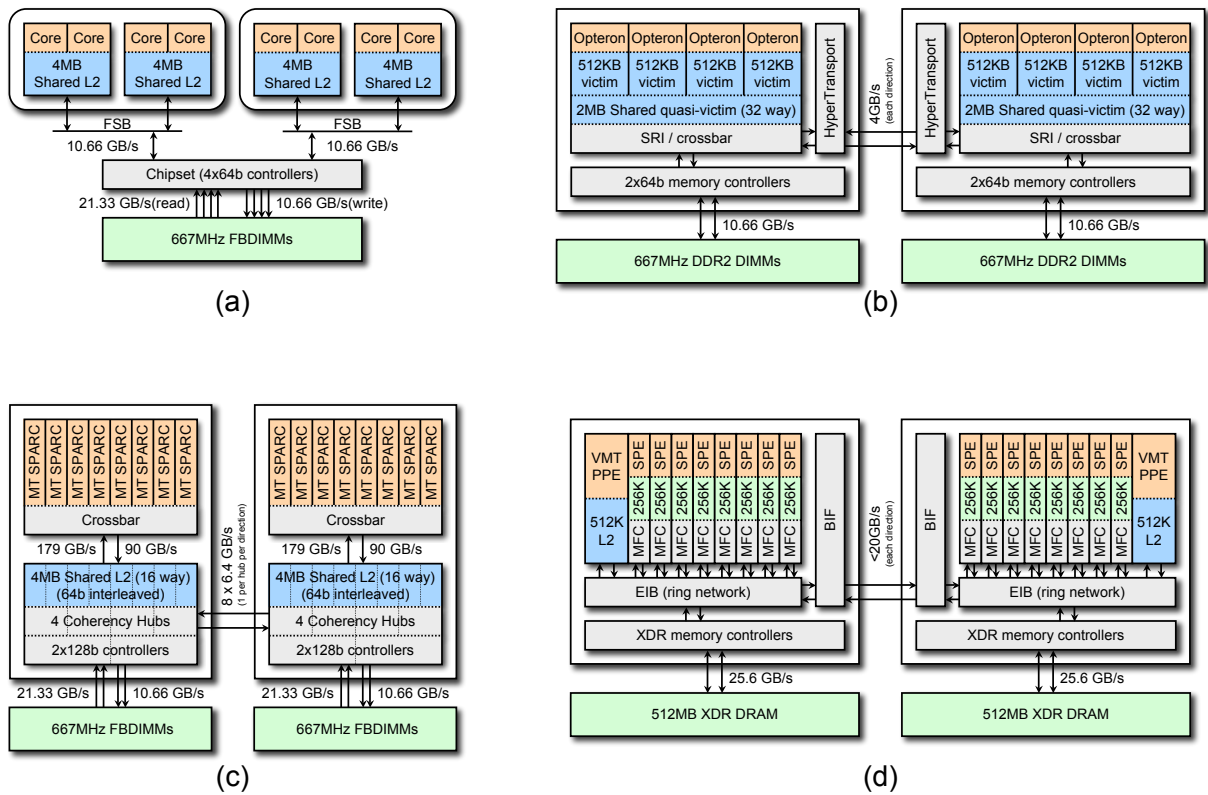 Core Core Core Core Core Core Core Core
4MB Shared L2 4MB Shared L2 4MB Shared L2 4MB Shared L2
FSB FSB
10.66 GB/s 10.66 GB/s
Chipset (4x64b controllers)
21.33 GB/s(read) 10.66 GB/s(write)
667MHz FBDIMMs
(a)
Opteron Opteron Opteron Opteron
512KB victim 512KB victim 512KB victim 512KB victim
2MB Shared quasi-victim (32 way)
SRI / crossbar
HyperTransport
2x64b memory controllers
10.66 GB/s
667MHz DDR2 DIMMs
4GB/s
(each direction)
HyperTransport
Opteron Opteron Opteron Opteron
512KB victim 512KB victim 512KB victim 512KB victim
2MB Shared quasi-victim (32 way)
SRI / crossbar
2x64b memory controllers
10.66 GB/s
667MHz DDR2 DIMMs
(b)
MT SPARC MT SPARC MT SPARC MT SPARC MT SPARC MT SPARC MT SPARC MT SPARC
Crossbar
179 GB/s 90 GB/s
4MB Shared L2 (16 way)
(64b interleaved)
4 Coherency Hubs
2x128b controllers
21.33 GB/s 10.66 GB/s
667MHz FBDIMMs
8 x 6.4 GB/s
(1 per hub per direction)
MT SPARC MT SPARC MT SPARC MT SPARC MT SPARC MT SPARC MT SPARC MT SPARC
Crossbar
179 GB/s 90 GB/s
4MB Shared L2 (16 way)
(64b interleaved)
4 Coherency Hubs
2x128b controllers
21.33 GB/s 10.66 GB/s
667MHz FBDIMMs
(c)
VMT PPE SPE SPE SPE SPE SPE SPE SPE SPE
512K L2 256K 256K 256K 256K 256K 256K 256K 256K
MFC MFC MFC MFC MFC MFC MFC MFC
EIB (ring network)
BIF
XDR memory controllers
25.6 GB/s
512MB XDR DRAM
<20GB/s
(each direction)
BIF
SPE SPE SPE SPE SPE SPE SPE SPE VMT PPE
256K 256K 256K 256K 256K 256K 256K 256K 512K L2
MFC MFC MFC MFC MFC MFC MFC MFC
EIB (ring network)
XDR memory controllers
25.6 GB/s
512MB XDR DRAM
(d)